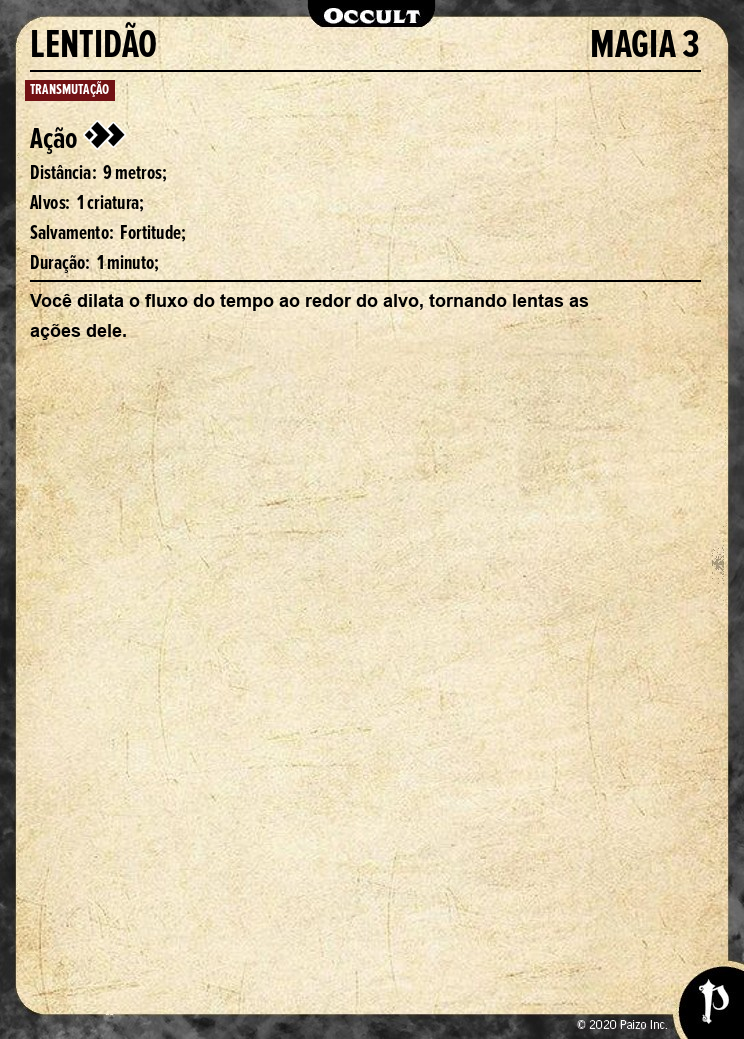 OCCULT
LENTIDÃO MAGIA 3
TRANSMUTAÇÃO
Ação
Distância: 9 metros;
Alvos: 1 criatura;
Salvamento: Fortitude;
Duração: 1 minuto;
Você dilata o fluxo do tempo ao redor do alvo, tornando lentas as
ações dele.
© 2020 Paizo Inc.
P